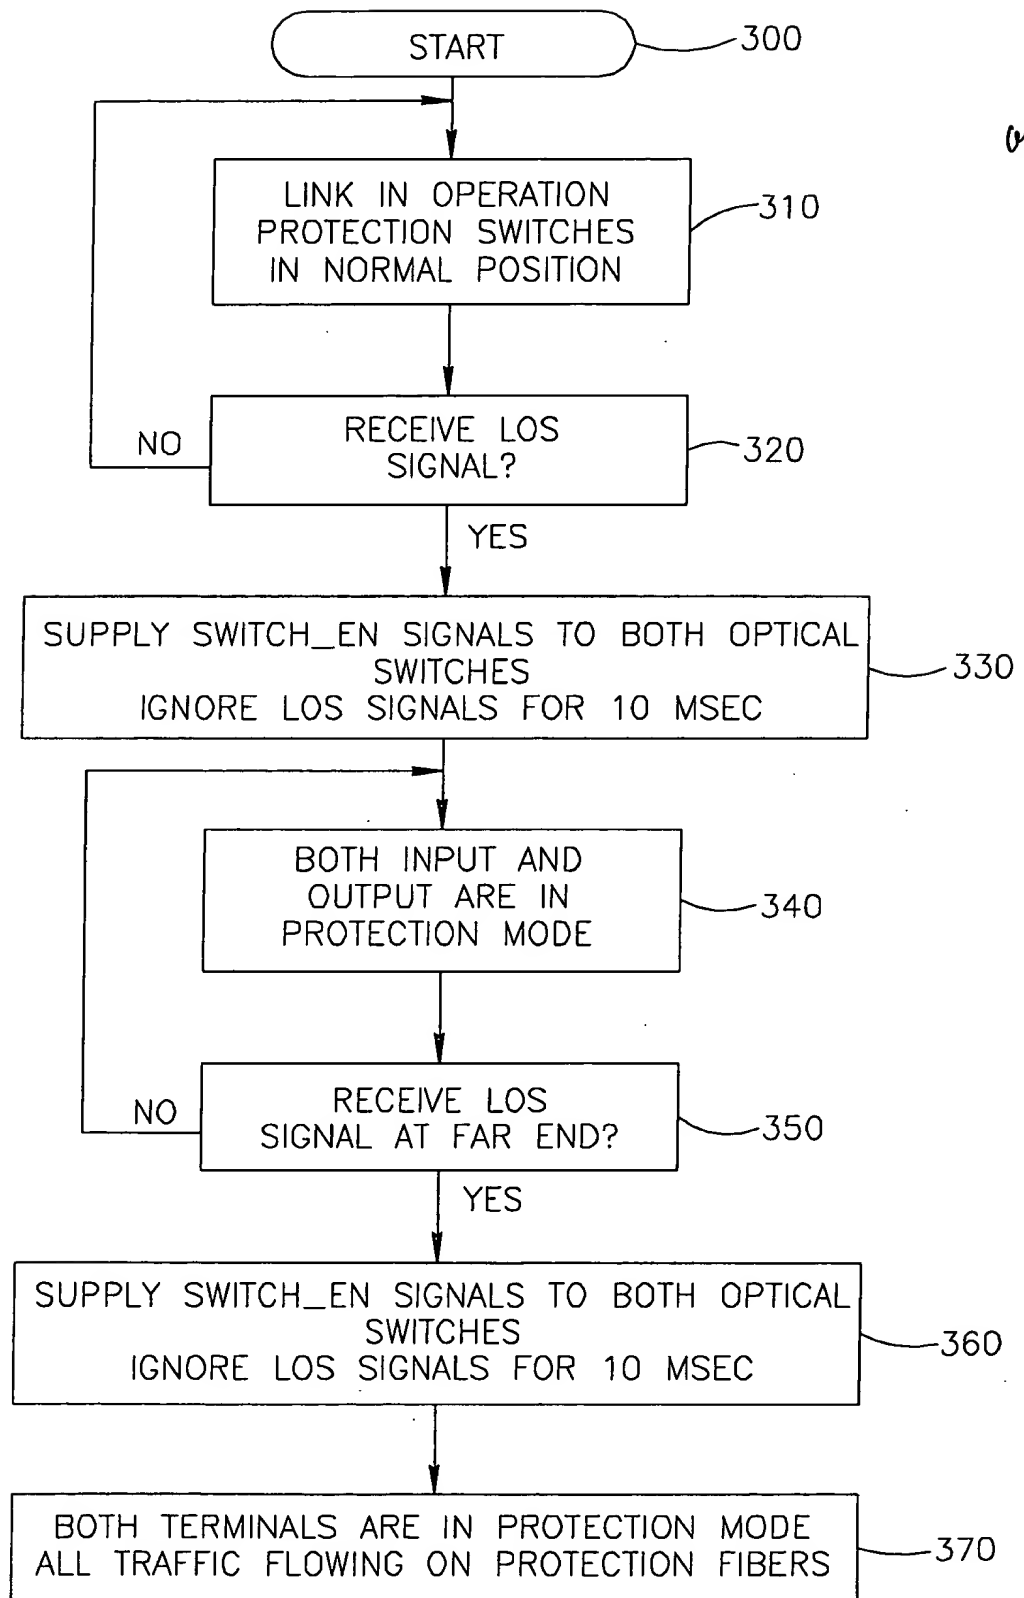 START
300
LINK IN OPERATION
PROTECTION SWITCHES
IN NORMAL POSITION
310
RECEIVE LOS
SIGNAL?
320
NO
YES
SUPPLY SWITCH_EN SIGNALS TO BOTH OPTICAL
SWITCHES
IGNORE LOS SIGNALS FOR 10 MSEC
330
BOTH INPUT AND
OUTPUT ARE IN
PROTECTION MODE
340
RECEIVE LOS
SIGNAL AT FAR END?
350
NO
YES
SUPPLY SWITCH_EN SIGNALS TO BOTH OPTICAL
SWITCHES
IGNORE LOS SIGNALS FOR 10 MSEC
360
BOTH TERMINALS ARE IN PROTECTION MODE
ALL TRAFFIC FLOWING ON PROTECTION FIBERS
370